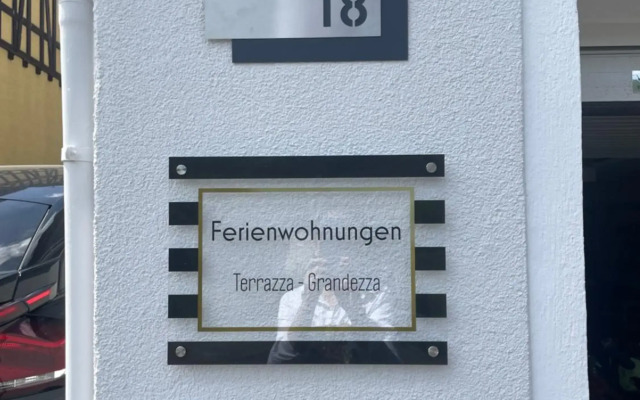 18
Ferienwohnungen
Terrazza - Grandezza